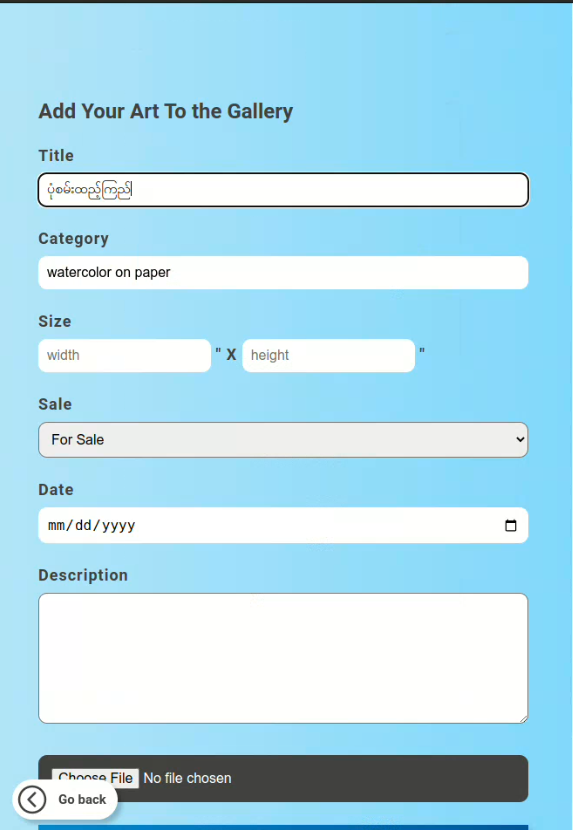 Add Your Art To the Gallery
Title
ပုံစမ်းထည့်ကြည်
Category
watercolor on paper
Size
width " X height "
Sale
For Sale
Date
mm/dd/yyyy
Description
Choose File No file chosen
Go back